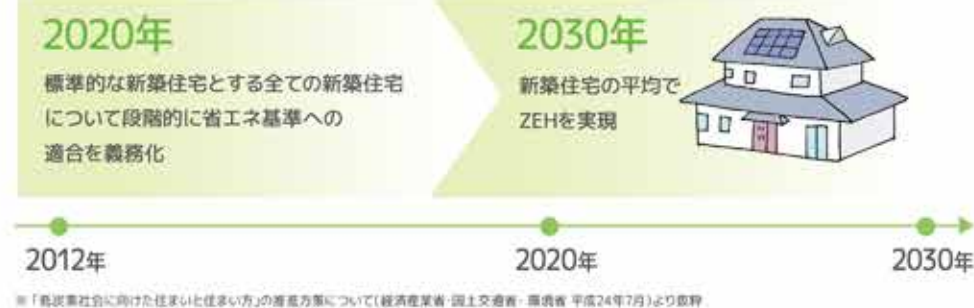 2020年
標準的な新築住宅とする全ての新築住宅
について段階的に省エネ基準への
適合を義務化
2030年
新築住宅の平均で
ZEHを実現
2012年
2020年
2030年
※「低炭素社会に向けた住まいと住まい方」の推進方策について(経済産業省・国土交通省・環境省 平成24年7月)より抜粋